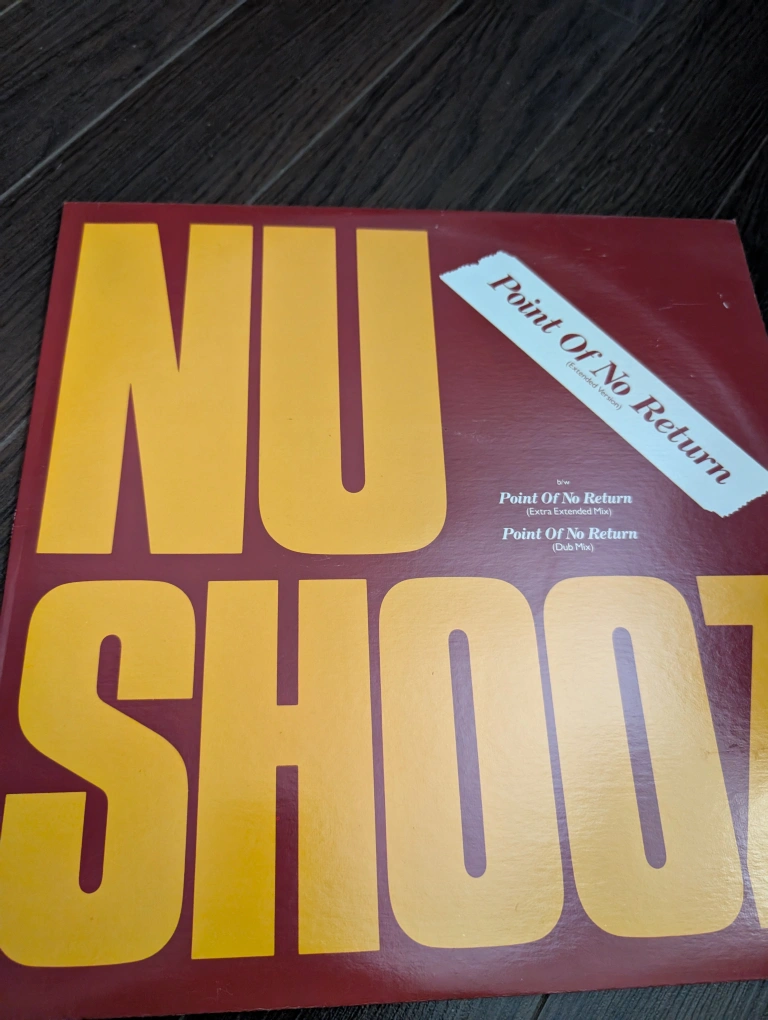 NU
SHOO
Point Of No Return
(Extended Version)
b/w
Point Of No Return
(Extra Extended Mix)
Point Of No Return
(Dub Mix)